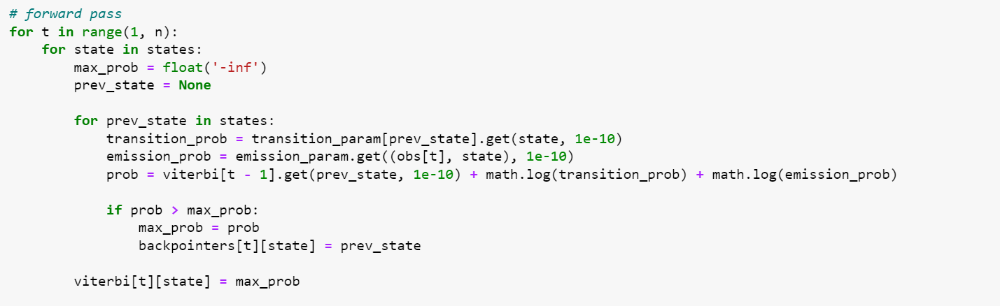 # forward pass
for t in range(1, n):
    for state in states:
        max_prob = float('-inf')
        prev_state = None
        for prev_state in states:
            transition_prob = transition_param[prev_state].get(state, 1e-10)
            emission_prob = emission_param.get((obs[t], state), 1e-10)
            prob = viterbi[t - 1].get(prev_state, 1e-10) + math.log(transition_prob) + math.log(emission_prob)
            if prob > max_prob:
                max_prob = prob
                backpointers[t][state] = prev_state
        viterbi[t][state] = max_prob